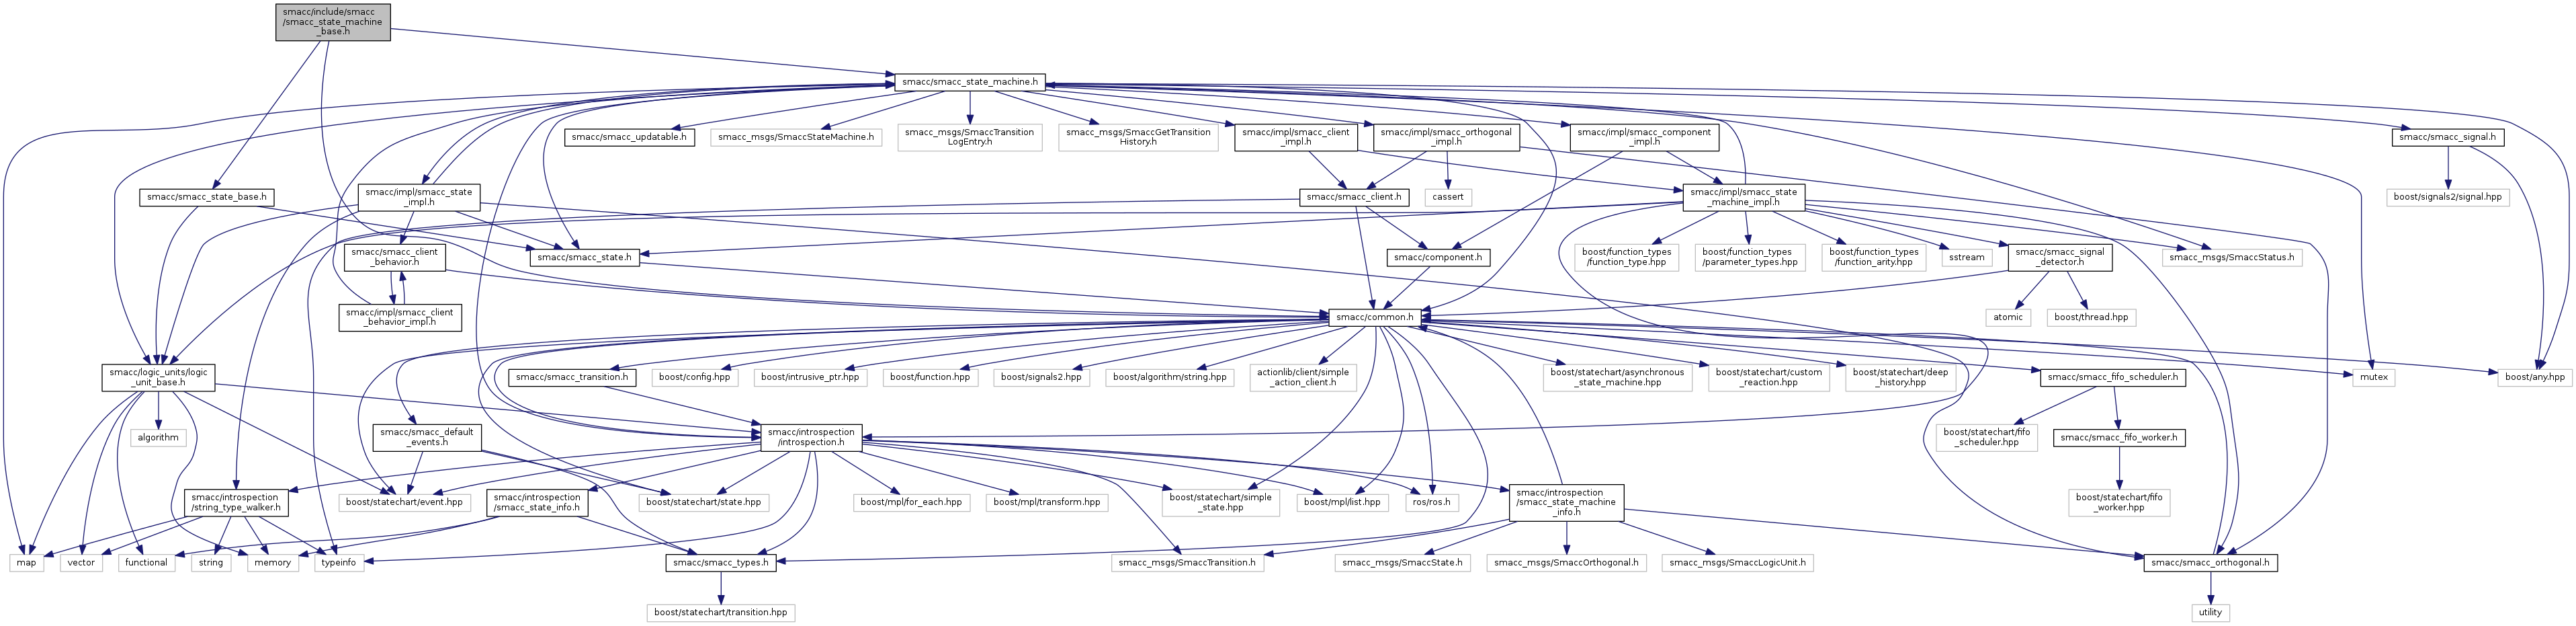 smacc/include/smacc
/smacc_state_machine
_base.h
smacc/smacc_state_machine.h
smacc/smacc_updatable.h
smacc_msgs/SmaccStateMachine.h
smacc_msgs/SmaccTransition
LogEntry.h
smacc_msgs/SmaccGetTransition
History.h
smacc/impl/smacc_client
_impl.h
smacc/impl/smacc_orthogonal
_impl.h
smacc/impl/smacc_component
_impl.h
smacc/smacc_signal.h
smacc/smacc_state_base.h
smacc/impl/smacc_state
_impl.h
smacc/smacc_client.h
cassert
smacc/impl/smacc_state
_machine_impl.h
boost/signals2/signal.hpp
smacc/smacc_client
_behavior.h
smacc/smacc_state.h
smacc/component.h
boost/function_types
/function_type.hpp
boost/function_types
/parameter_types.hpp
boost/function_types
/function_arity.hpp
sstream
smacc/smacc_signal
_detector.h
smacc_msgs/SmaccStatus.h
smacc/impl/smacc_client
_behavior_impl.h
smacc/common.h
atomic
boost/thread.hpp
smacc/logic_units/logic
_unit_base.h
smacc/smacc_transition.h
boost/config.hpp
boost/intrusive_ptr.hpp
boost/function.hpp
boost/signals2.hpp
boost/algorithm/string.hpp
actionlib/client/simple
_action_client.h
boost/statechart/asynchronous
_state_machine.hpp
boost/statechart/custom
_reaction.hpp
boost/statechart/deep
_history.hpp
smacc/smacc_fifo_scheduler.h
mutex
boost/any.hpp
algorithm
smacc/smacc_default
_events.h
smacc/introspection
/introspection.h
boost/statechart/fifo
_scheduler.hpp
smacc/smacc_fifo_worker.h
smacc/introspection
/string_type_walker.h
boost/statechart/event.hpp
smacc/introspection
/smacc_state_info.h
boost/statechart/state.hpp
boost/mpl/for_each.hpp
boost/mpl/transform.hpp
boost/statechart/simple
_state.hpp
boost/mpl/list.hpp
ros/ros.h
smacc/introspection
/smacc_state_machine
_info.h
boost/statechart/fifo
_worker.hpp
map
vector
functional
string
memory
typeinfo
smacc/smacc_types.h
smacc_msgs/SmaccTransition.h
smacc_msgs/SmaccState.h
smacc_msgs/SmaccOrthogonal.h
smacc_msgs/SmaccLogicUnit.h
smacc/smacc_orthogonal.h
boost/statechart/transition.hpp
utility